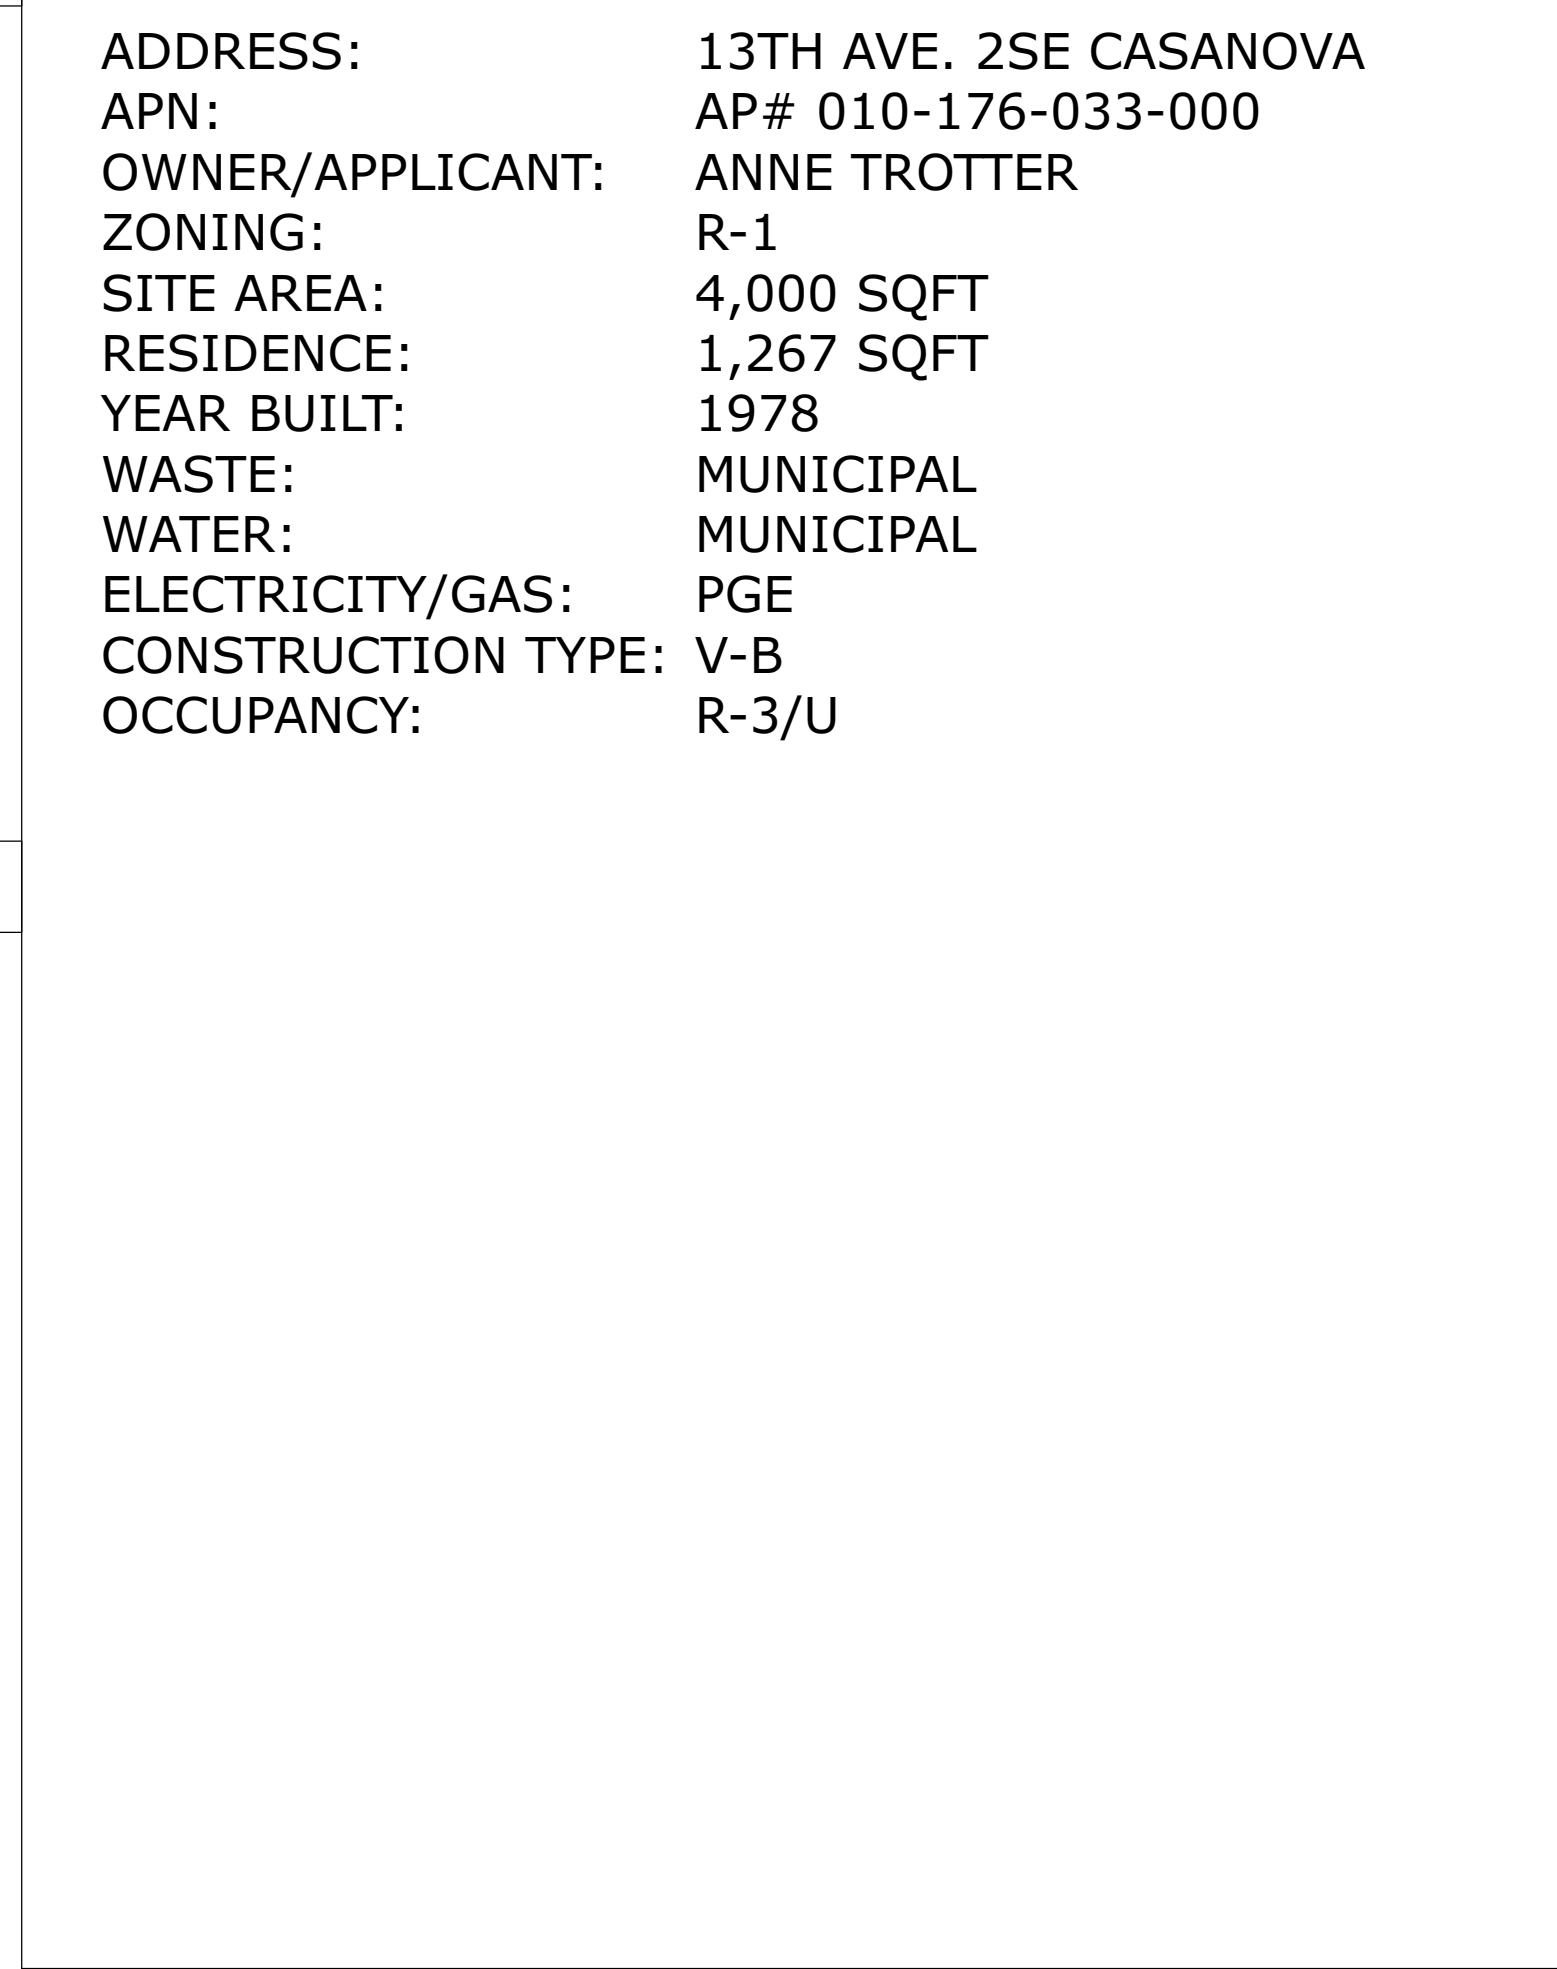 ADDRESS: 13TH AVE. 2SE CASANOVA
APN: AP# 010-176-033-000
OWNER/APPLICANT: ANNE TROTTER
ZONING: R-1
SITE AREA: 4,000 SQFT
RESIDENCE: 1,267 SQFT
YEAR BUILT: 1978
WASTE: MUNICIPAL
WATER: MUNICIPAL
ELECTRICITY/GAS: PGE
CONSTRUCTION TYPE: V-B
OCCUPANCY: R-3/U